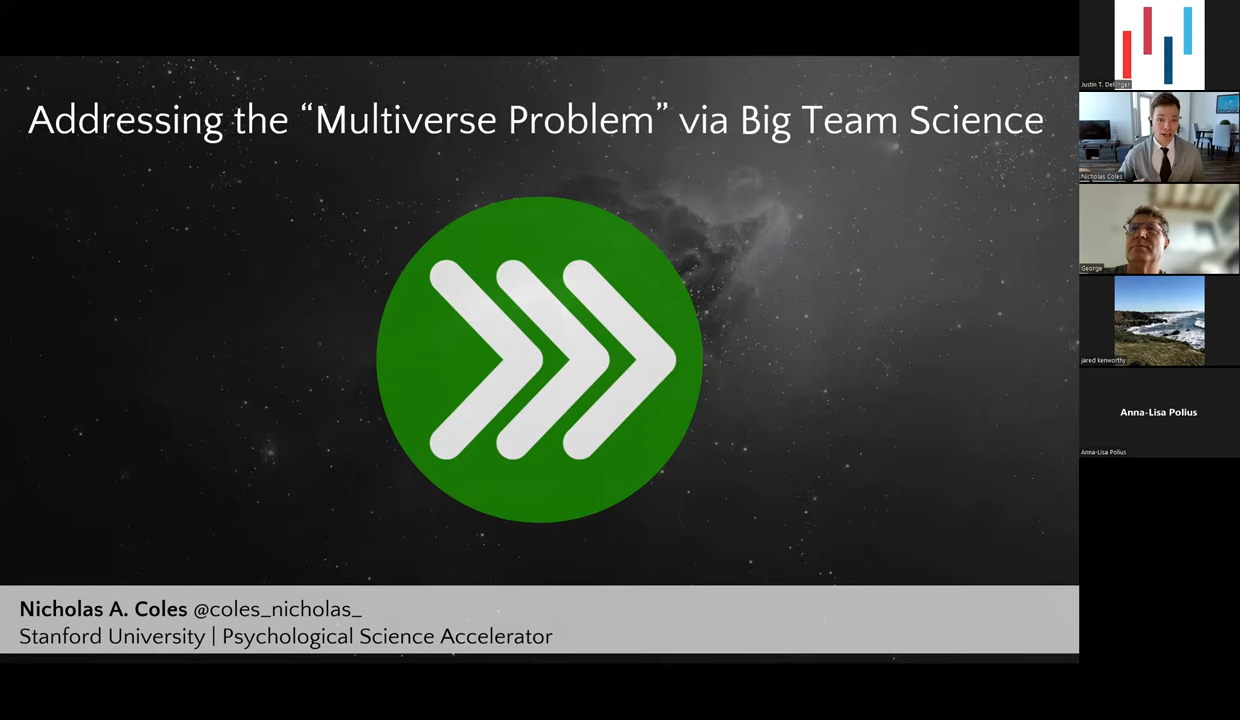 Addressing the “Multiverse Problem” via Big Team Science
Nicholas A. Coles @coles_nicholas_
Stanford University | Psychological Science Accelerator
Justin T. Dellinger
Nicholas Coles
George
jared kenworthy
Anna-Lisa Polius
Anna-Lisa Polius